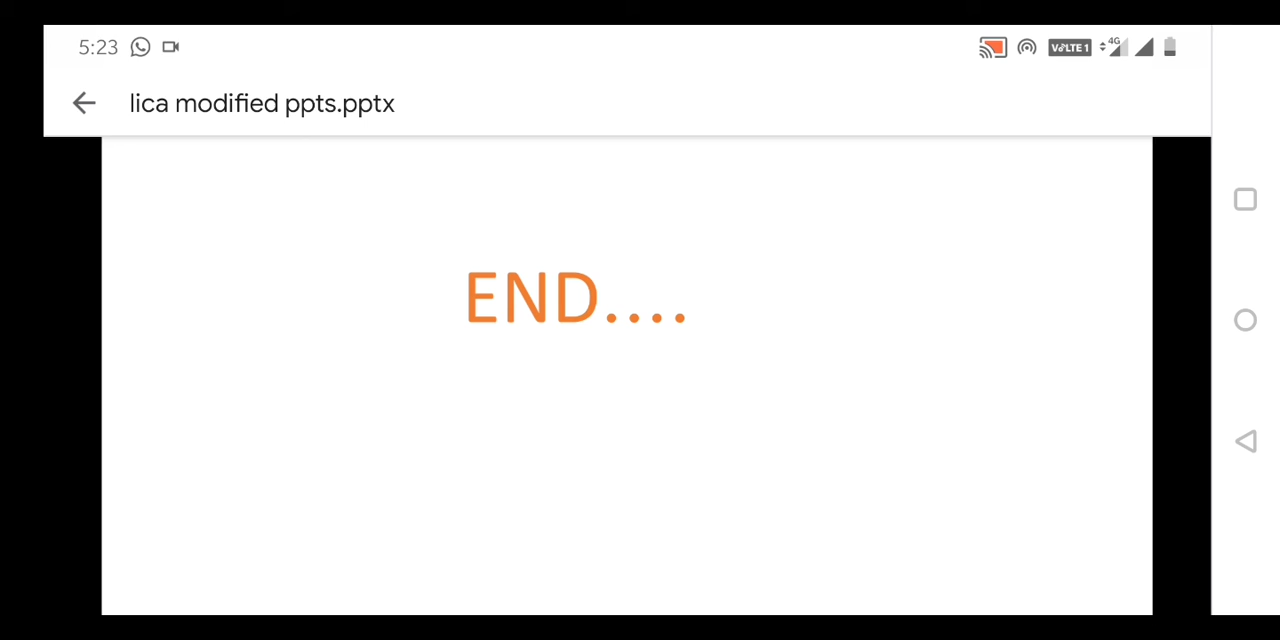 5:23
VoLTE 1
4G
lica modified ppts.pptx
END....